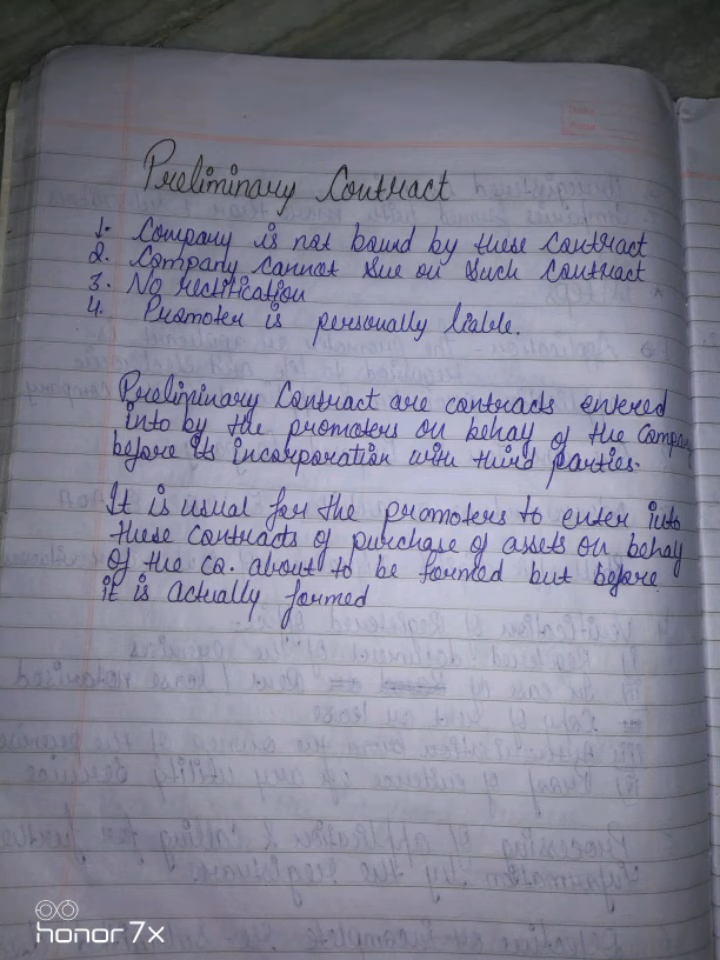 Preliminary Contract
1. Company is not bound by these Contract
2. Company cannot sue on such Contract
3. No rectification
4. Promoter is personally liable.
Preliminary Contract are contracts entered
into by the promoters on behay of the Company
before its incorporation with third parties.
It is usual for the promoters to enter into
these contracts of purchase of assets on behay
of the co. about to be formed but before
it is actually formed
honor 7x